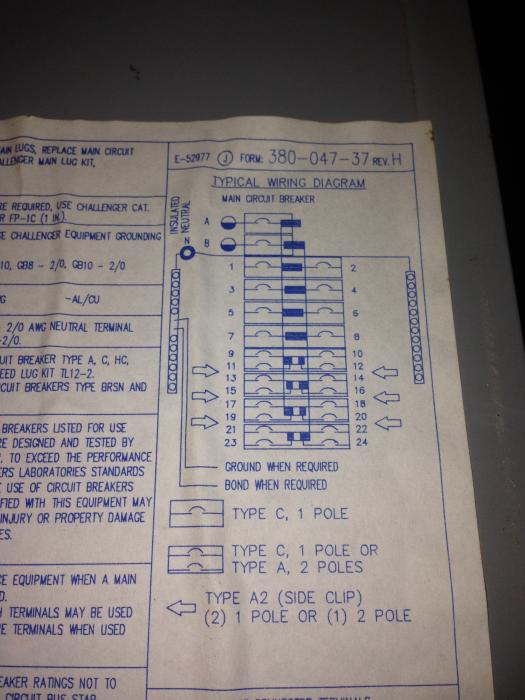 AIN LUGS, REPLACE MAIN CIRCUIT
ALLENGER MAIN LUG KIT,
RE REQUIRED, USE CHALLENGER CAT.
R FP-1C (1 IN.)
SE CHALLENGER EQUIPMENT GROUNDING
10, GB8 - 2/0, GB10 - 2/0
-AL/CU
2/0 AWG NEUTRAL TERMINAL
-2/0.
UIT BREAKER TYPE A, C, HC,
EED LUG KIT TL12-2.
CUIT BREAKERS TYPE BRSN AND
BREAKERS LISTED FOR USE
RE DESIGNED AND TESTED BY
. TO EXCEED THE PERFORMANCE
ERS LABORATORIES STANDARDS
USE OF CIRCUIT BREAKERS
FIED WITH THIS EQUIPMENT MAY
INJURY OR PROPERTY DAMAGE
ES.
CE EQUIPMENT WHEN A MAIN
D.
H TERMINALS MAY BE USED
E TERMINALS WHEN USED
EAKER RATINGS NOT TO
CIRCUIT BUS STAB
E-52977 J FORM: 380-047-37 REV. H
TYPICAL WIRING DIAGRAM
MAIN CIRCUIT BREAKER
INSULATED
NEUTRAL
A
B
N
1 2
3 4
5 6
7 8
9 10
11 12
13 14
15 16
17 18
19 20
21 22
23 24
GROUND WHEN REQUIRED
BOND WHEN REQUIRED
TYPE C, 1 POLE
TYPE C, 1 POLE OR
TYPE A, 2 POLES
TYPE A2 (SIDE CLIP)
(2) 1 POLE OR (1) 2 POLE